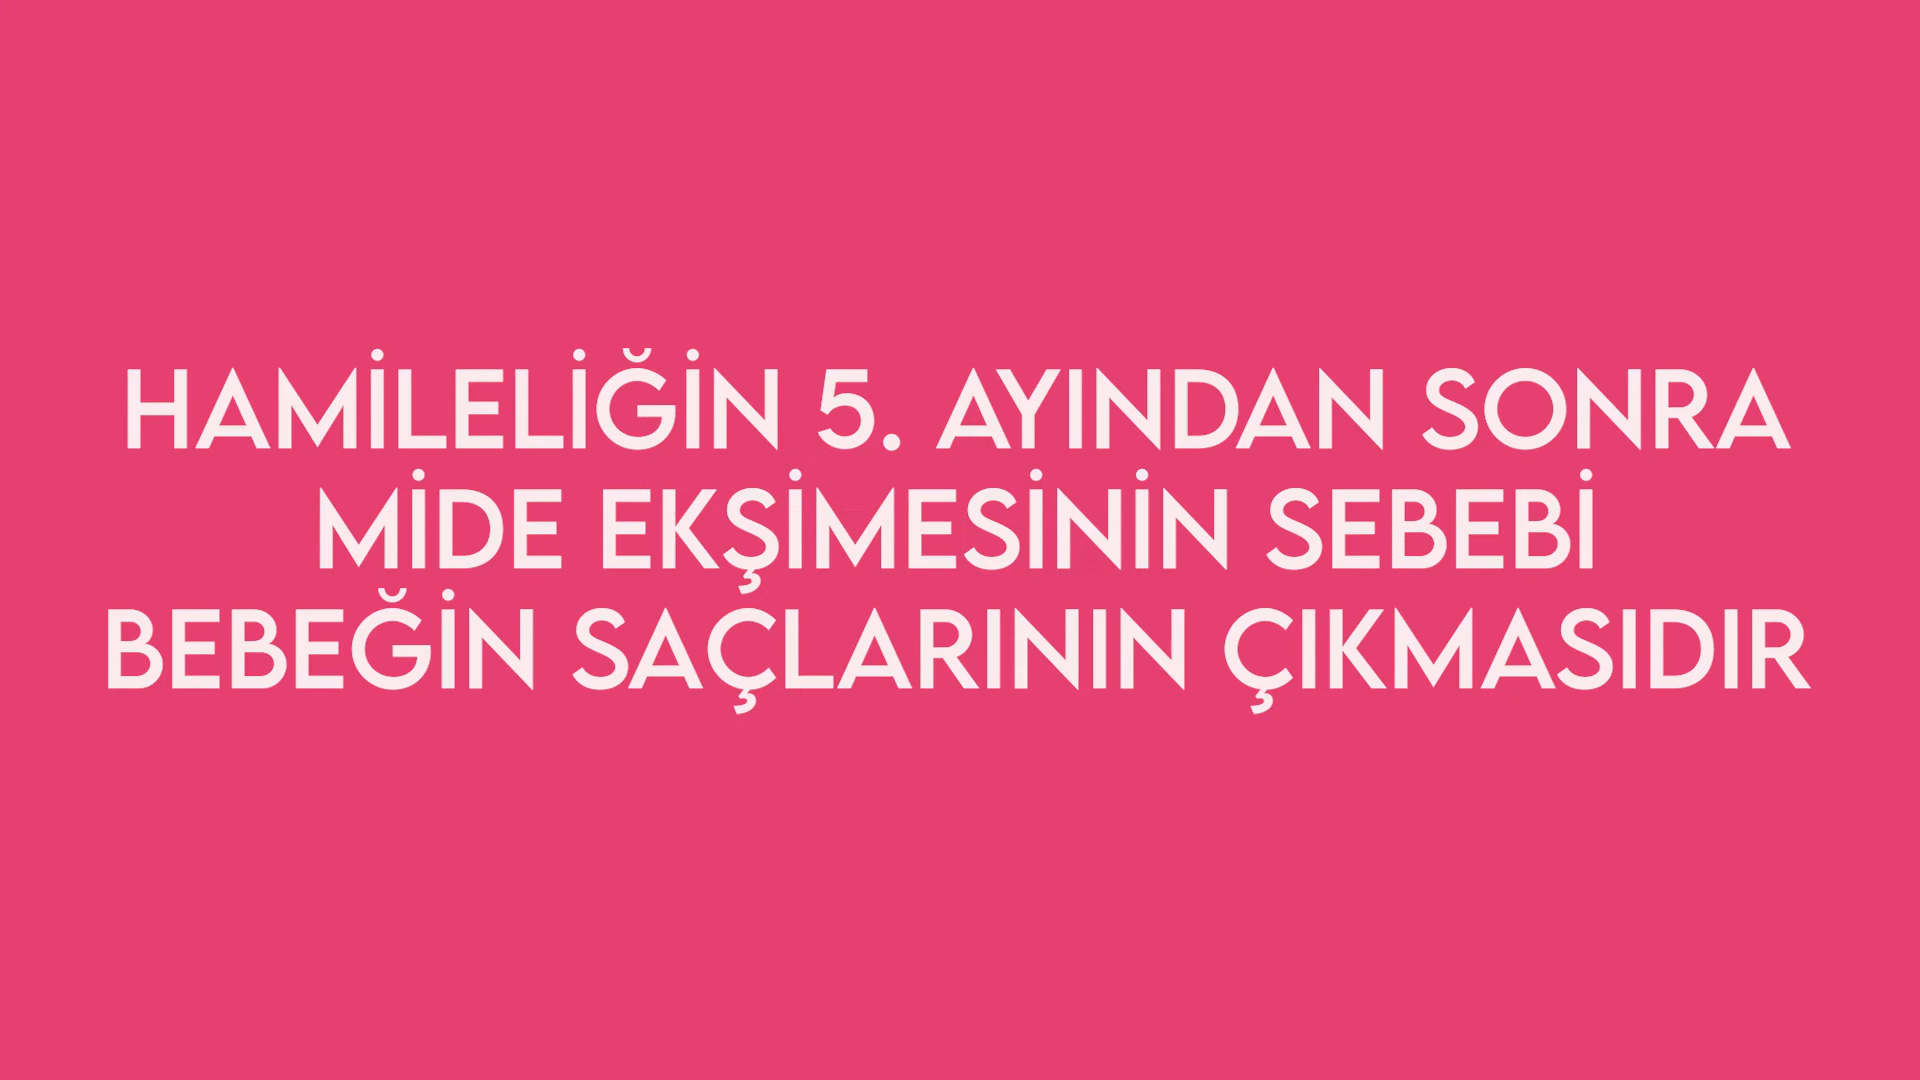 HAMİLELİĞİN 5. AYINDAN SONRA
MİDE EKŞİMESİNİN SEBEBİ
BEBEĞİN SAÇLARININ ÇIKMASIDIR